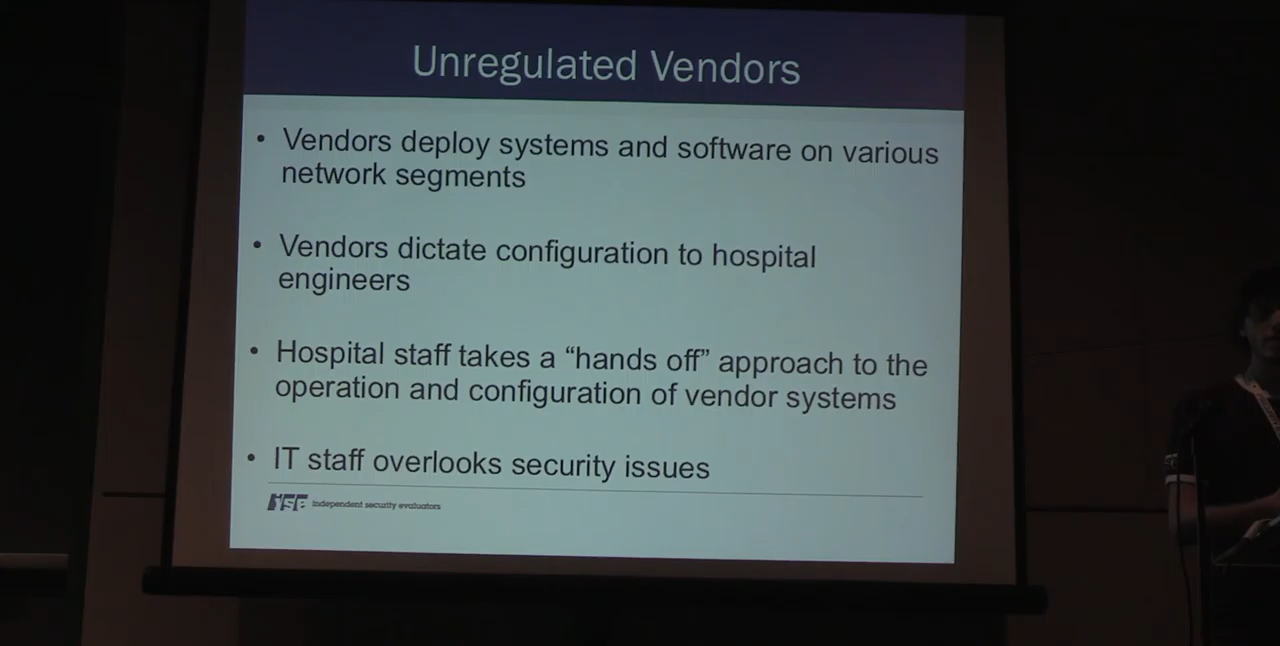 Unregulated Vendors
• Vendors deploy systems and software on various
network segments
• Vendors dictate configuration to hospital
engineers
• Hospital staff takes a “hands off” approach to the
operation and configuration of vendor systems
• IT staff overlooks security issues
ISE independent security evaluators